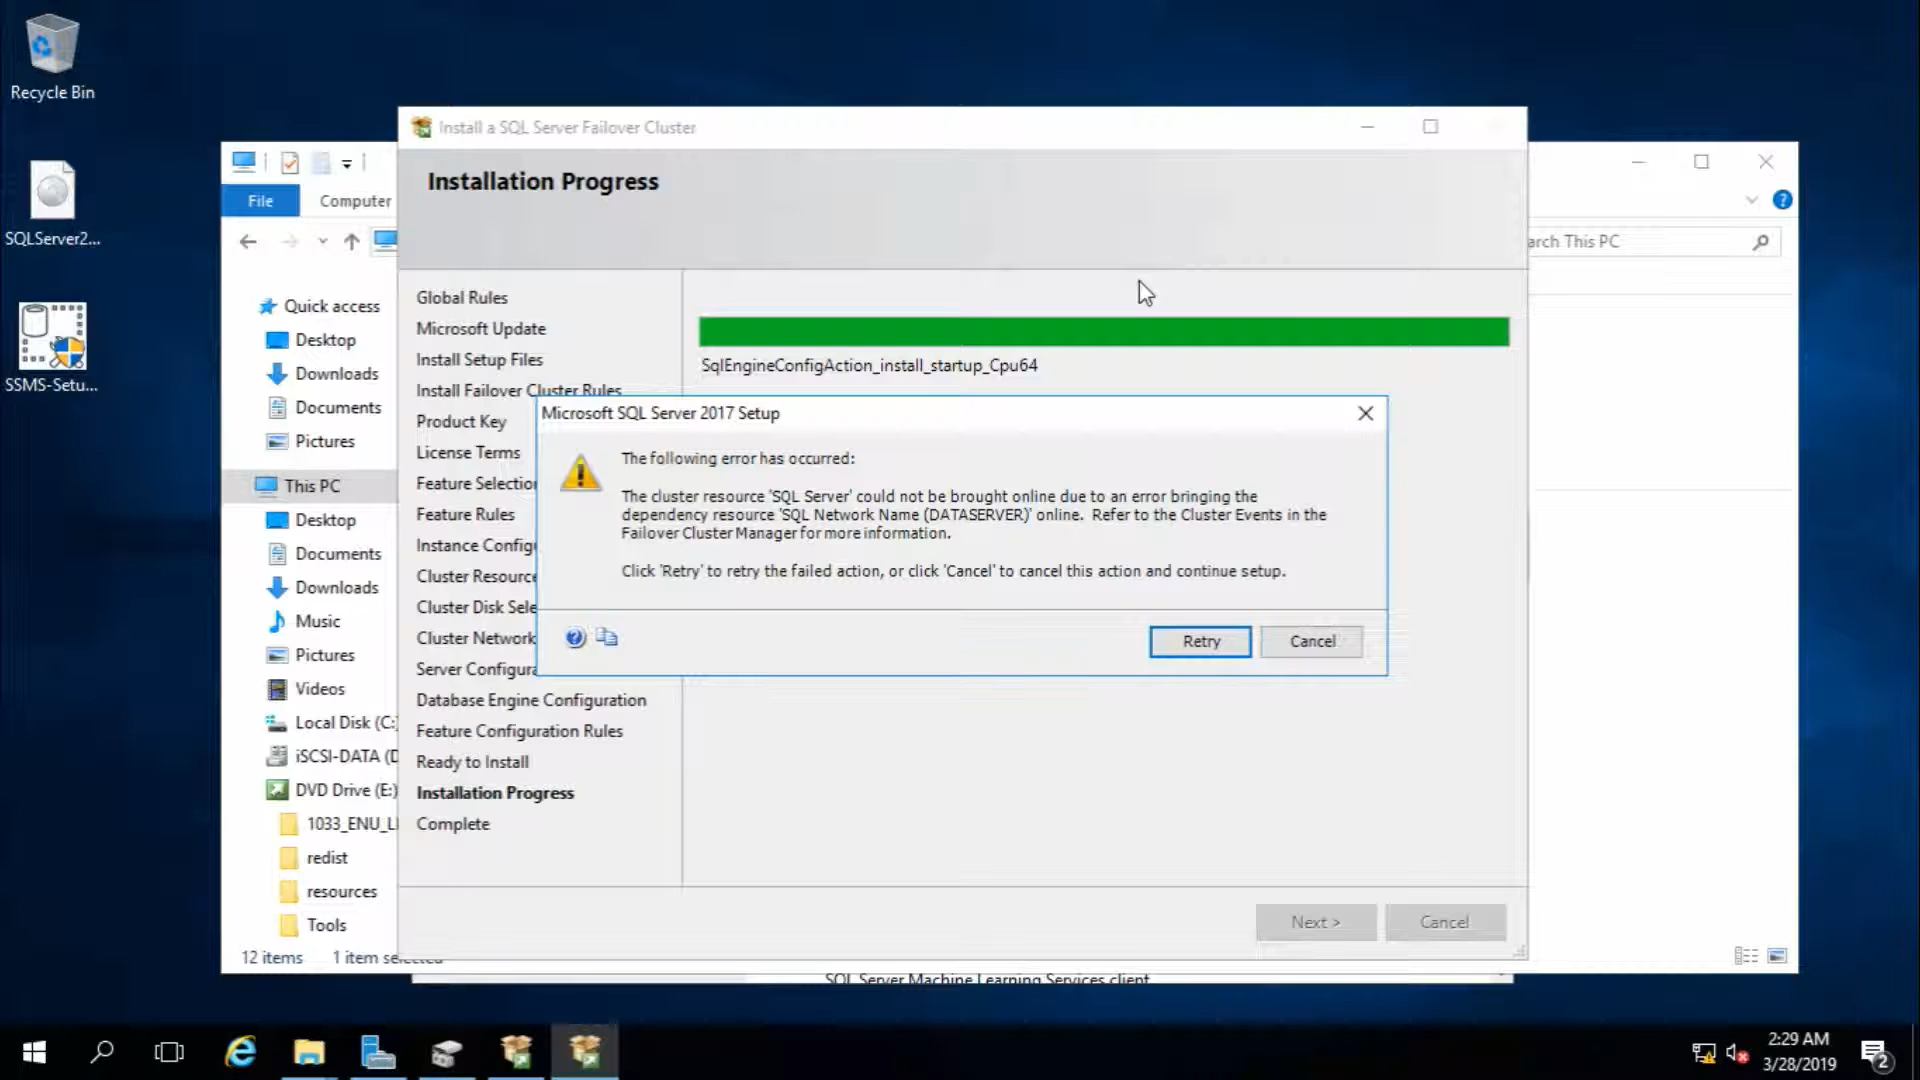 Recycle Bin
SQLServer2...
SSMS-Setu...
File
Computer
Quick access
Desktop
Downloads
Documents
Pictures
This PC
Desktop
Documents
Downloads
Music
Pictures
Videos
Local Disk (C:)
iSCSI-DATA (D
DVD Drive (E:)
1033_ENU_LI
redist
resources
Tools
12 items 1 item selected
arch This PC
Install a SQL Server Failover Cluster
Installation Progress
Global Rules
Microsoft Update
Install Setup Files
Install Failover Cluster Rules
Product Key
License Terms
Feature Selection
Feature Rules
Instance Configu
Cluster Resource
Cluster Disk Sele
Cluster Network
Server Configura
Database Engine Configuration
Feature Configuration Rules
Ready to Install
Installation Progress
Complete
SqlEngineConfigAction_install_startup_Cpu64
Microsoft SQL Server 2017 Setup
The following error has occurred:
The cluster resource 'SQL Server' could not be brought online due to an error bringing the
dependency resource 'SQL Network Name (DATASERVER)' online. Refer to the Cluster Events in the
Failover Cluster Manager for more information.
Click 'Retry' to retry the failed action, or click 'Cancel' to cancel this action and continue setup.
Retry Cancel
Next > Cancel
SQL Server Machine Learning Services client
2:29 AM
3/28/2019
2